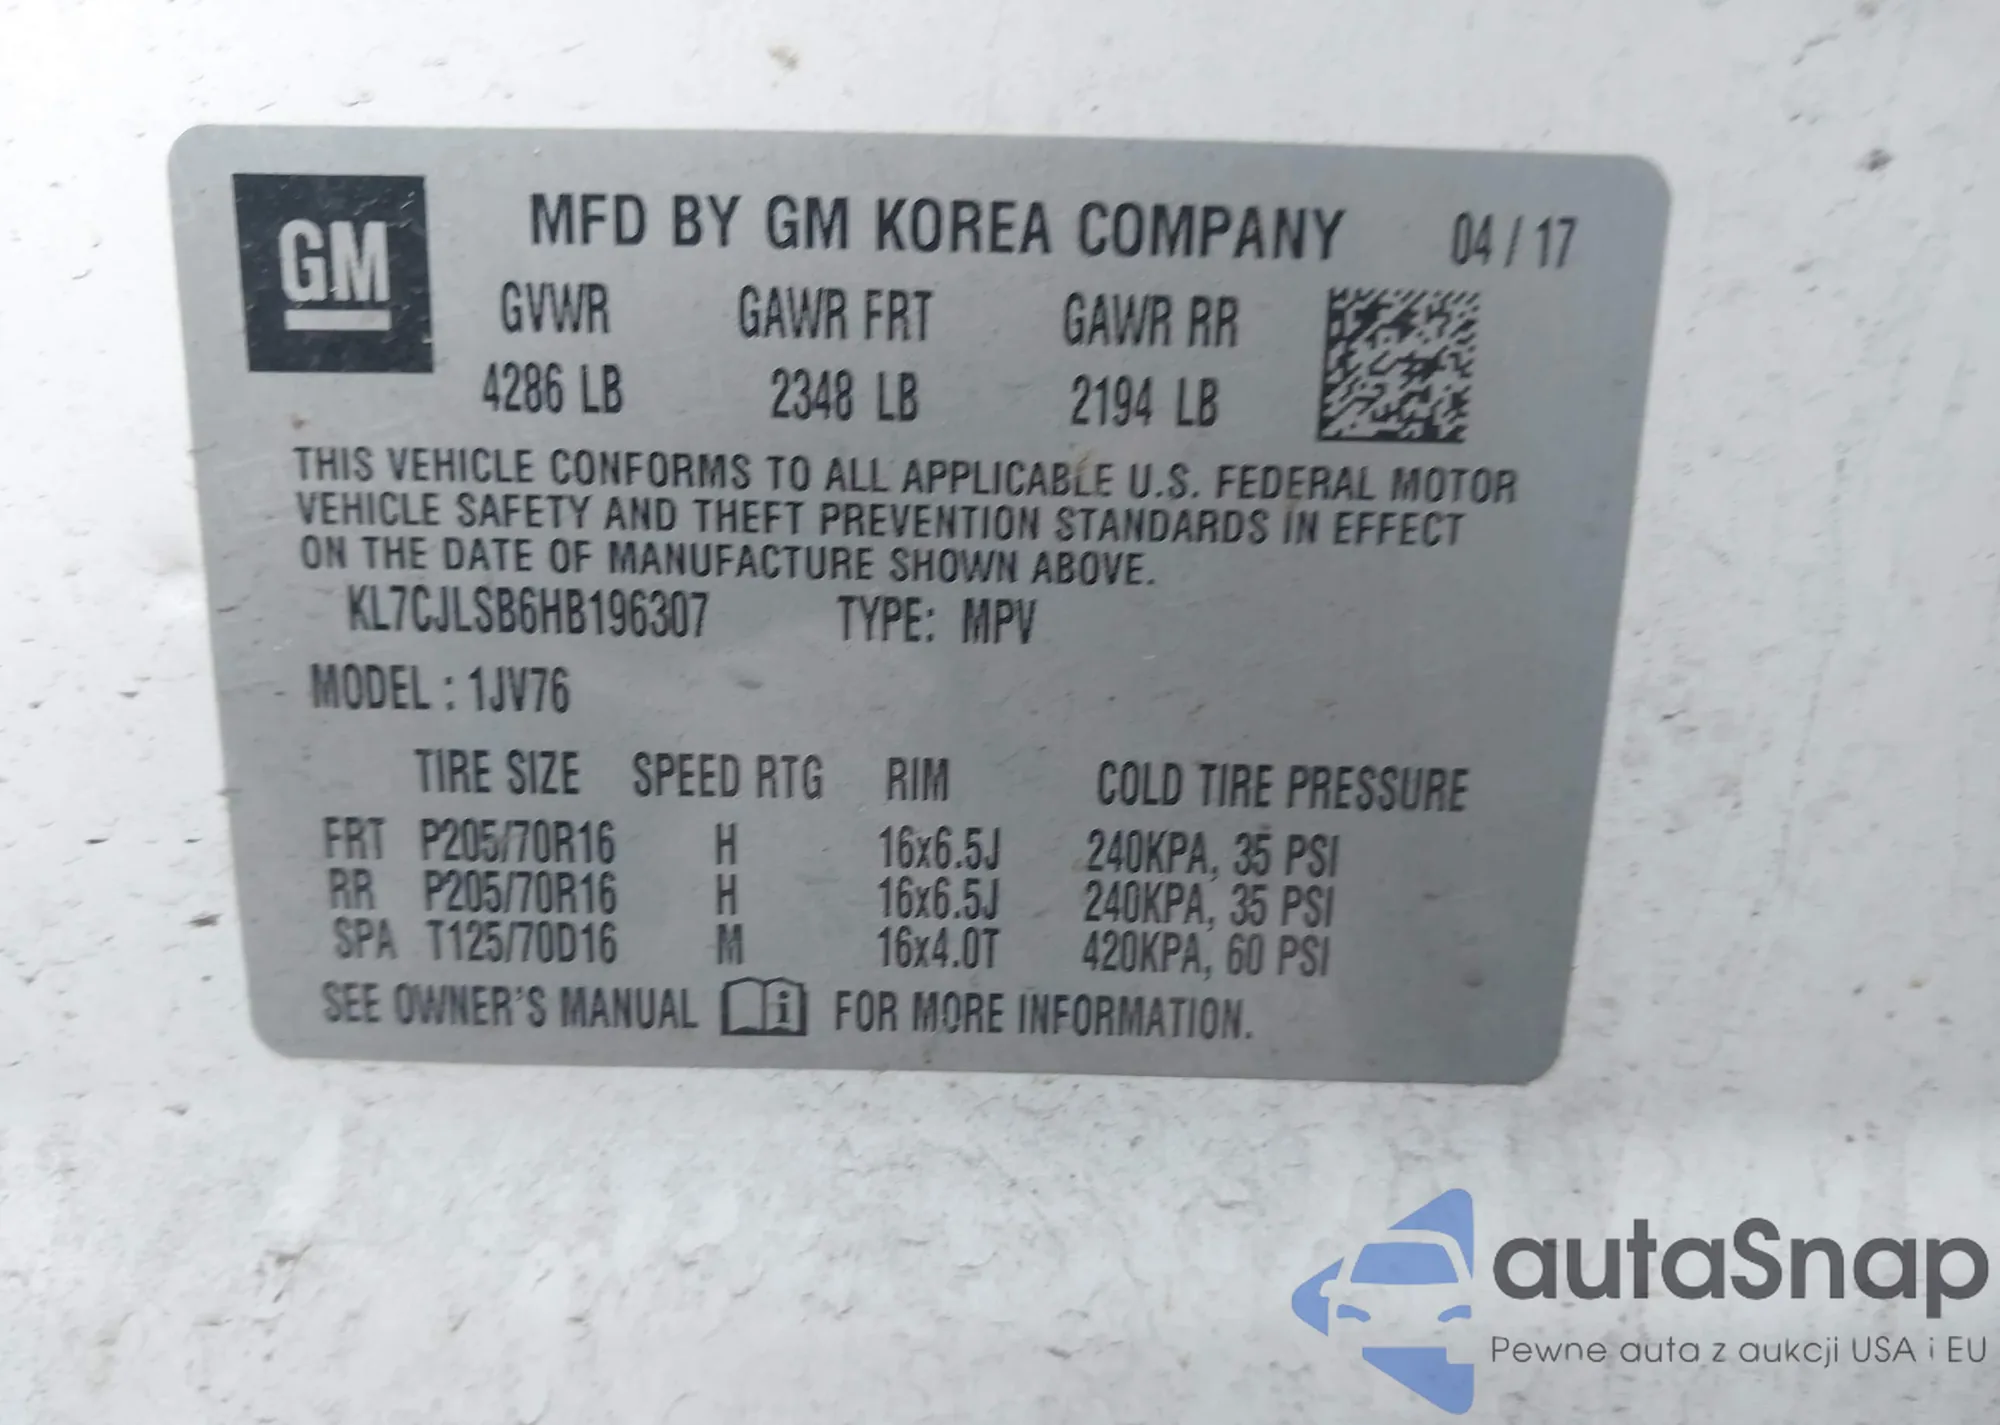 GM
MFD BY GM KOREA COMPANY 04 / 17
GVWR GAWR FRT GAWR RR
4286 LB 2348 LB 2194 LB
THIS VEHICLE CONFORMS TO ALL APPLICABLE U.S. FEDERAL MOTOR
VEHICLE SAFETY AND THEFT PREVENTION STANDARDS IN EFFECT
ON THE DATE OF MANUFACTURE SHOWN ABOVE.
KL7CJLSB6HB196307 TYPE: MPV
MODEL : 1JV76
TIRE SIZE SPEED RTG RIM COLD TIRE PRESSURE
FRT P205/70R16 H 16x6.5J 240KPA, 35 PSI
RR P205/70R16 H 16x6.5J 240KPA, 35 PSI
SPA T125/70D16 M 16x4.0T 420KPA, 60 PSI
SEE OWNER'S MANUAL i FOR MORE INFORMATION.
autaSnap
Pewne auta z aukcji USA i EU